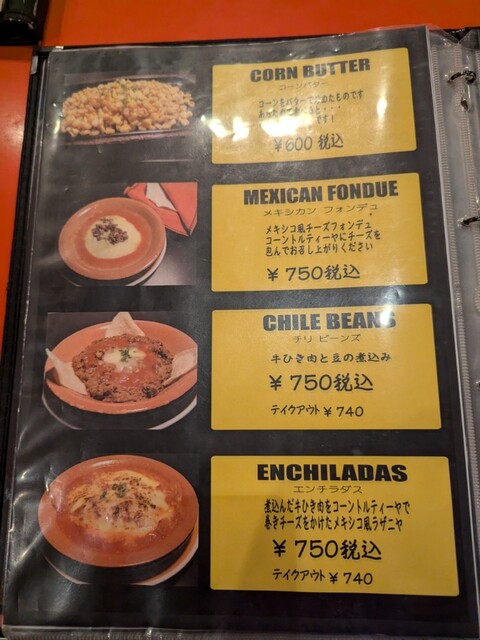 CORN BUTTER
コーンバター
コーンをバターで炒めたものです
です!
¥600 税込
MEXICAN FONDUE
メキシカン フォンデュ
メキシコ風チーズフォンデュ
コーントルティーヤにチーズを
包んでお召し上がりください
¥750税込
CHILE BEANS
チリ ビーンズ
牛ひき肉と豆の煮込み
¥750税込
テイクアウト¥740
ENCHILADAS
エンチラダス
煮込んだ牛ひき肉をコーントルティーヤで
巻きチーズをかけたメキシコ風ラザニヤ
¥750税込
テイクアウト¥740